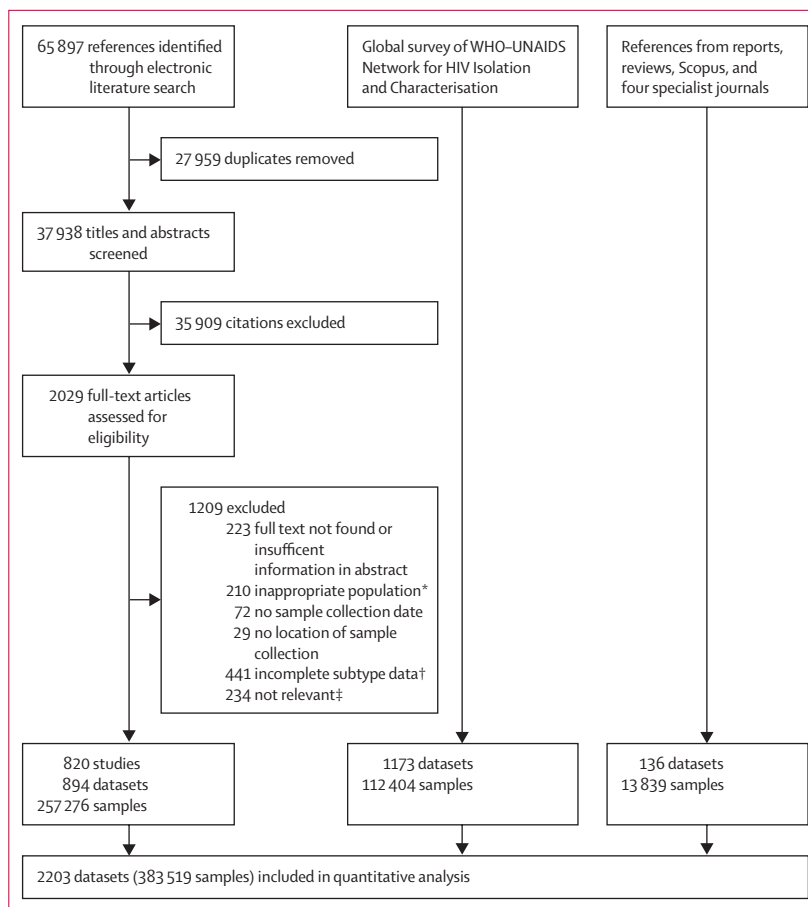 65 897 references identified
through electronic
literature search
Global survey of WHO–UNAIDS
Network for HIV Isolation
and Characterisation
References from reports,
reviews, Scopus, and
four specialist journals
27 959 duplicates removed
37 938 titles and abstracts
screened
35 909 citations excluded
2029 full-text articles
assessed for
eligibility
1209 excluded
223 full text not found or
insufficent
information in abstract
210 inappropriate population*
72 no sample collection date
29 no location of sample
collection
441 incomplete subtype data†
234 not relevant‡
820 studies
894 datasets
257 276 samples
1173 datasets
112 404 samples
136 datasets
13 839 samples
2203 datasets (383 519 samples) included in quantitative analysis